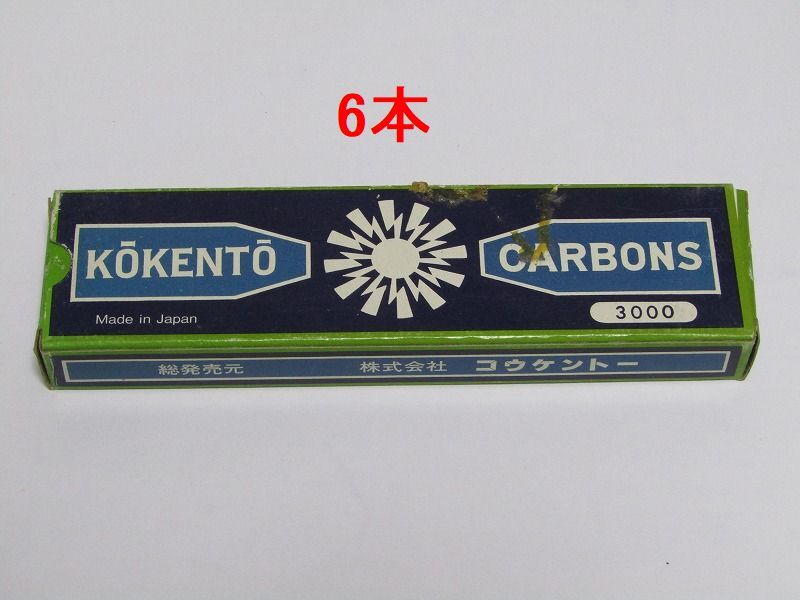 6本
KŌKENTŌ CARBONS
Made in Japan
3000
総発売元 株式会社 コウケントー